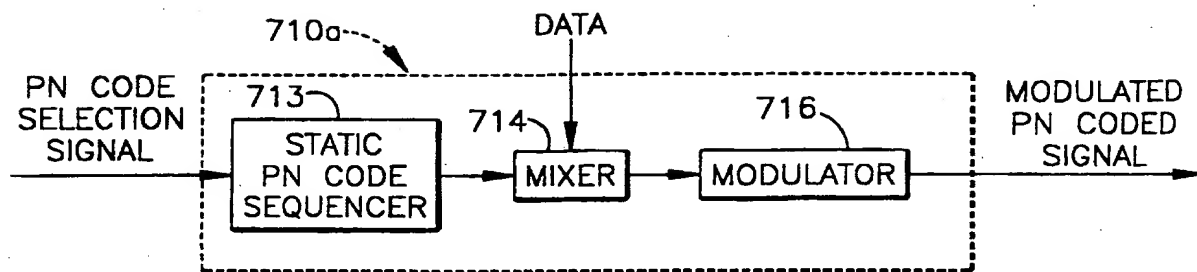 710a
DATA
PN CODE
SELECTION
SIGNAL
713
STATIC
PN CODE
SEQUENCER
714
MIXER
716
MODULATOR
MODULATED
PN CODED
SIGNAL